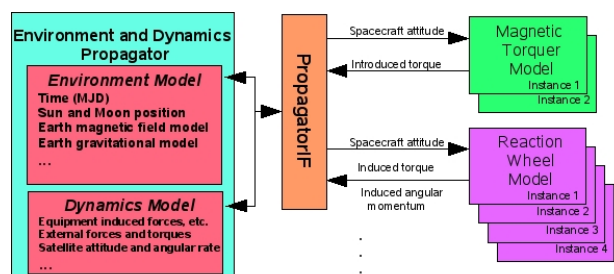 Environment and Dynamics
Propagator
Environment Model
Time (MJD)
Sun and Moon position
Earth magnetic field model
Earth gravitational model
...
Dynamics Model
Equipment induced forces, etc.
External forces and torques
Satellite attitude and angular rate
...
PropagatorIF
Spacecraft attitude
Introduced torque
Magnetic
Torquer
Model
Instance 1
Instance 2
Spacecraft attitude
Induced torque
Induced angular
momentum
Reaction
Wheel
Model
Instance 1
Instance 2
Instance 3
Instance 4